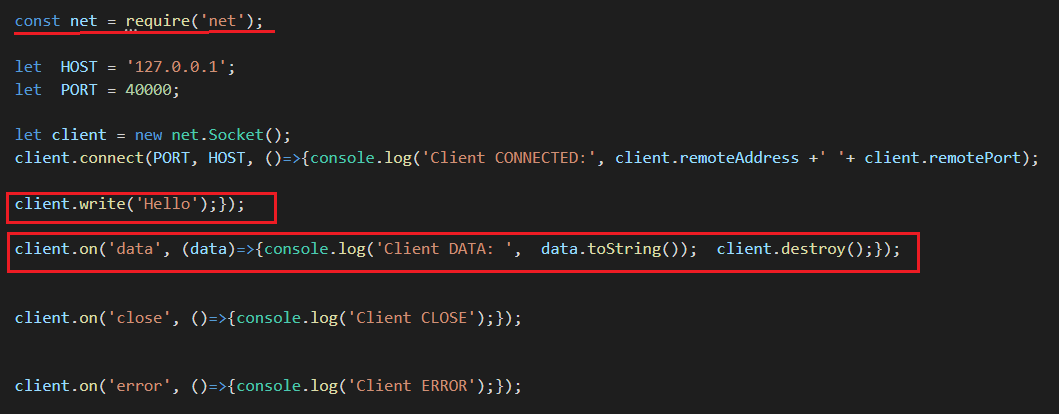 const net = require('net');
let  HOST = '127.0.0.1';
let  PORT = 40000;
let client = new net.Socket();
client.connect(PORT, HOST, ()=>{console.log('Client CONNECTED:', client.remoteAddress +' '+ client.remotePort);
client.write('Hello');});
client.on('data', (data)=>{console.log('Client DATA: ',  data.toString());  client.destroy();});
client.on('close', ()=>{console.log('Client CLOSE');});
client.on('error', ()=>{console.log('Client ERROR');});